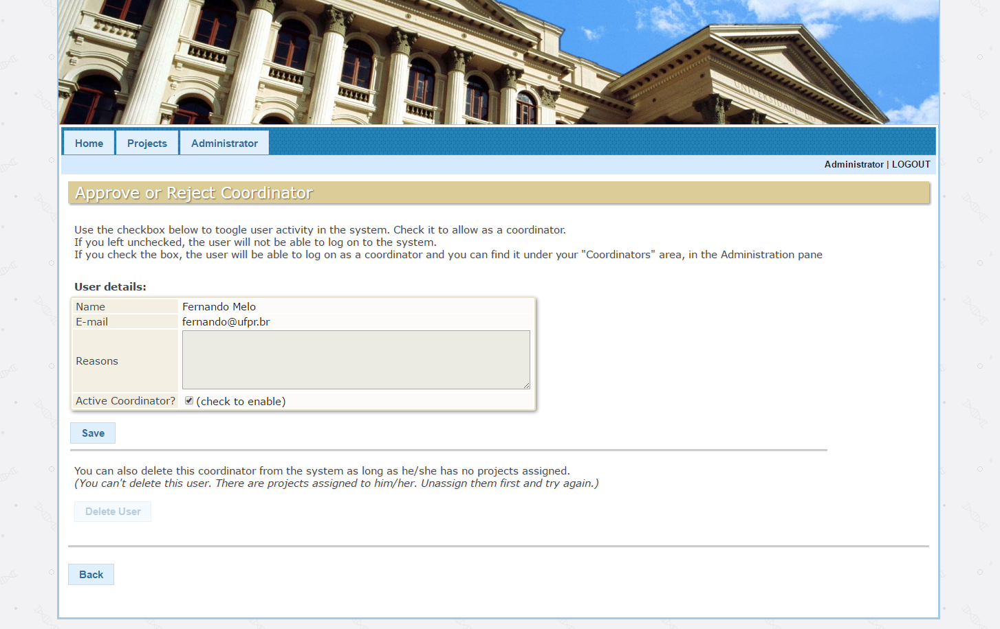 UNIVERSIDADE DO
Home Projects Administrator
Administrator | LOGOUT
Approve or Reject Coordinator
Use the checkbox below to toogle user activity in the system. Check it to allow as a coordinator.
If you left unchecked, the user will not be able to log on to the system.
If you check the box, the user will be able to log on as a coordinator and you can find it under your "Coordinators" area, in the Administration pane
User details:
Name Fernando Melo
E-mail fernando@ufpr.br
Reasons
Active Coordinator? (check to enable)
Save
You can also delete this coordinator from the system as long as he/she has no projects assigned.
(You can't delete this user. There are projects assigned to him/her. Unassign them first and try again.)
Delete User
Back